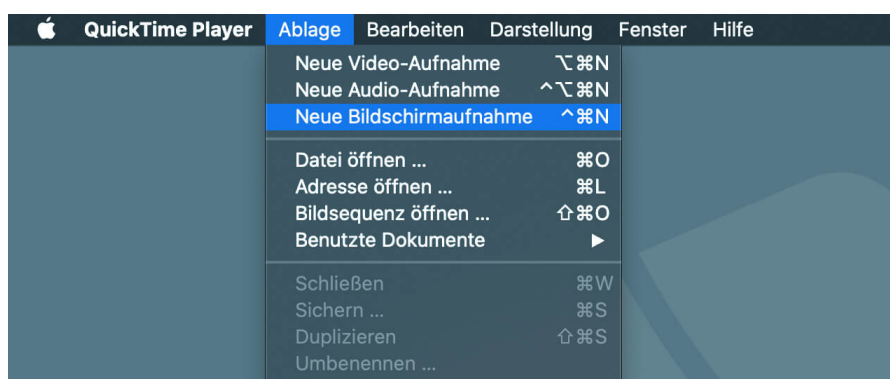 QuickTime Player Ablage Bearbeiten Darstellung Fenster Hilfe
Neue Video-Aufnahme ⌥⌘N
Neue Audio-Aufnahme ^⌥⌘N
Neue Bildschirmaufnahme ^⌘N
Datei öffnen ... ⌘O
Adresse öffnen ... ⌘L
Bildsequenz öffnen ... ⇧⌘O
Benutzte Dokumente ▶
Schließen ⌘W
Sichern ... ⌘S
Duplizieren ⇧⌘S
Umbenennen ...